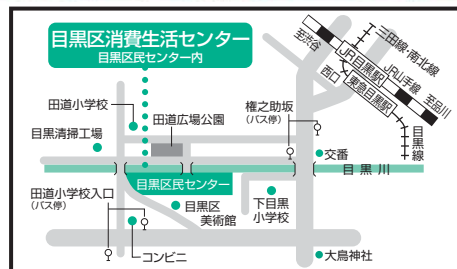 目黒区消費生活センター
目黒区民センター内
至渋谷
三田線・南北線
JR目黒駅
JR山手線
至品川
西口
東急目黒駅
目黒線
田道小学校
田道広場公園
権之助坂
(バス停)
目黒清掃工場
交番
目黒川
目黒区民センター
田道小学校入口
(バス停)
目黒区
美術館
下目黒
小学校
コンビニ
大鳥神社